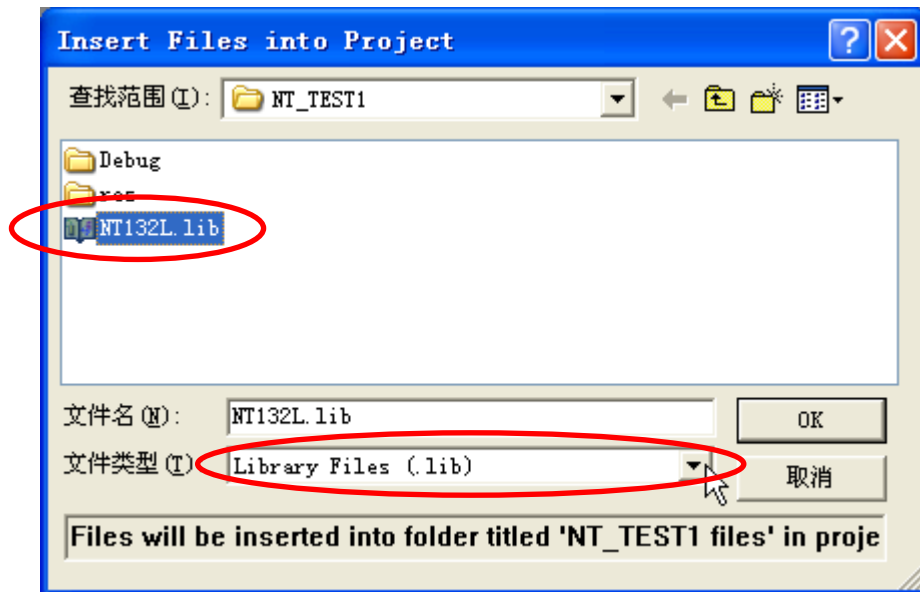 Insert Files into Project
查找范围(I): NT_TEST1
Debug
res
NT132L.lib
文件名(N): NT132L.lib OK
文件类型(T) Library Files (.lib) 取消
Files will be inserted into folder titled 'NT_TEST1 files' in proje